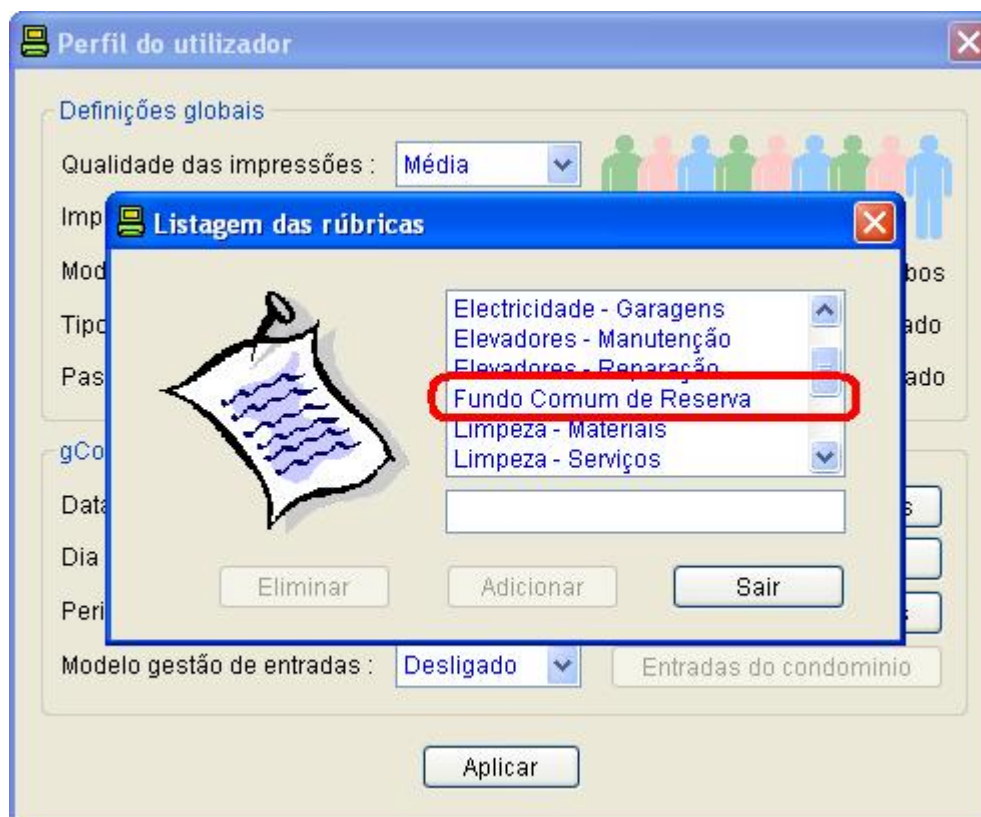 Perfil do utilizador
Definições globais
Qualidade das impressões : Média
Imp
Listagem das rúbricas
Mod
bos
Electricidade - Garagens
Tipo
ado
Elevadores - Manutenção
Elevadores - Reparação
Pas
ado
Fundo Comum de Reserva
Limpeza - Materiais
gCo
Limpeza - Serviços
Data
s
Dia
Eliminar Adicionar Sair
Peri
s
Modelo gestão de entradas : Desligado Entradas do condominio
Aplicar